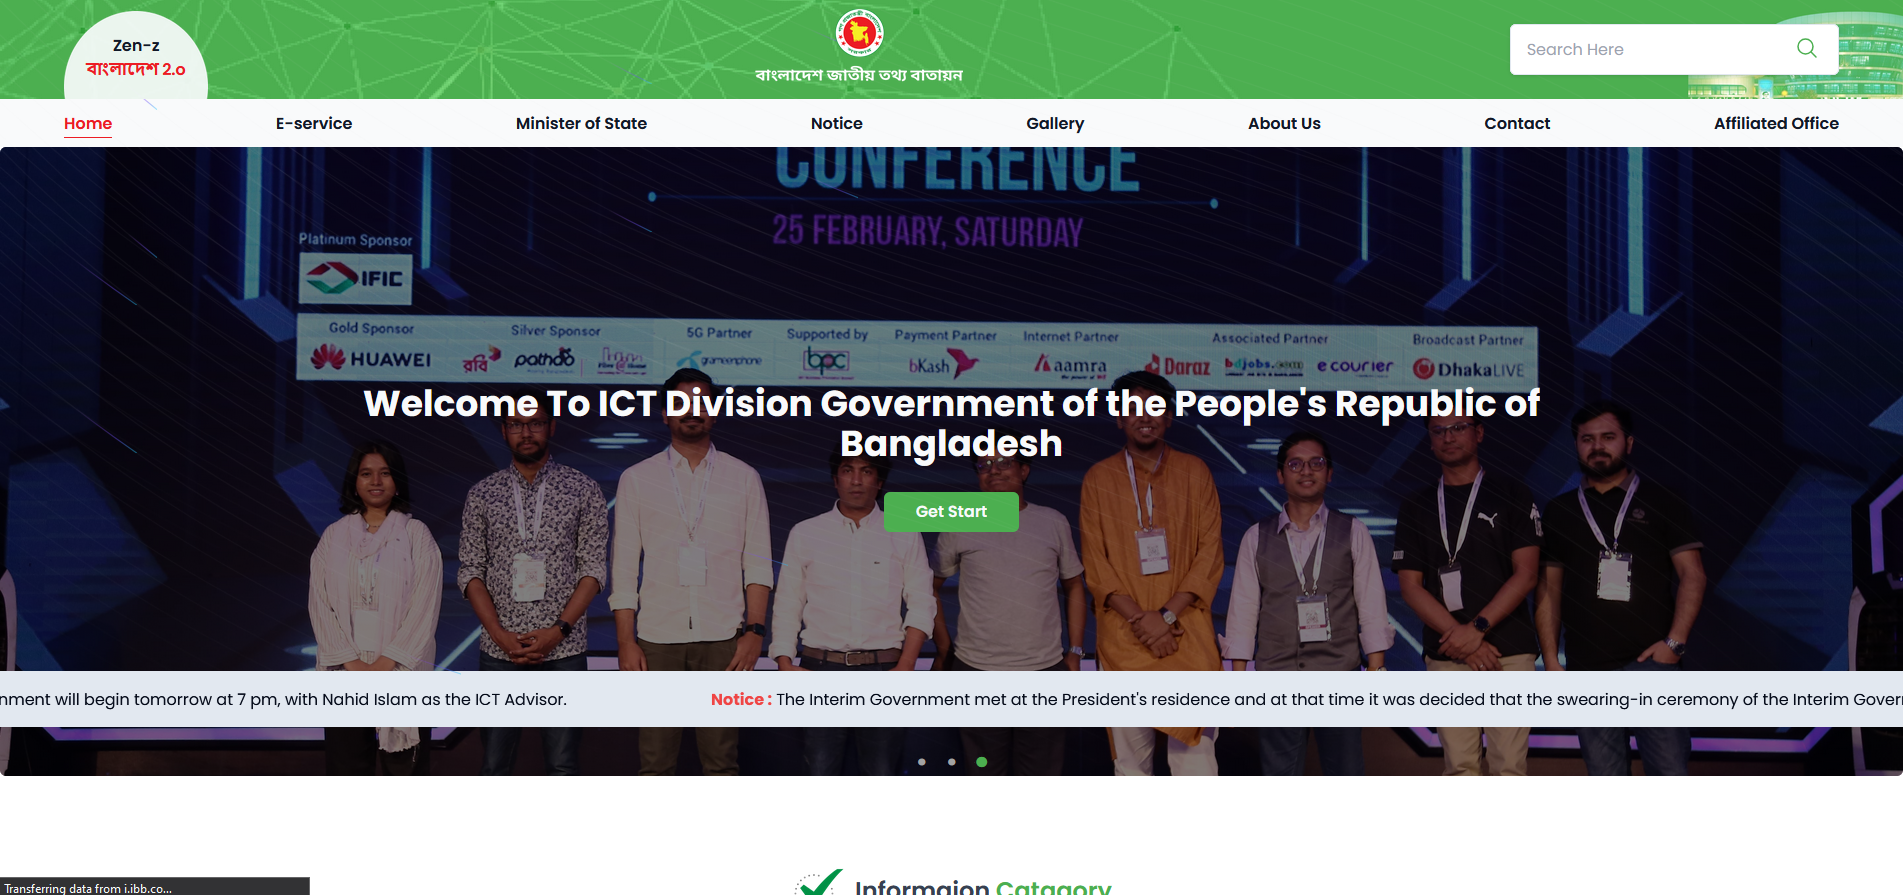 Zen-z
বাংলাদেশ 2.০
বাংলাদেশ জাতীয় তথ্য বাতায়ন
Search Here
Home
E-service
Minister of State
Notice
Gallery
About Us
Contact
Affiliated Office
CONFERENCE
25 FEBRUARY, SATURDAY
Platinum Sponsor
IFIC
Gold Sponsor
Silver Sponsor
5G Partner
Supported by
Payment Partner
Internet Partner
Associated Partner
Broadcast Partner
HUAWEI
রবি
pathao
grameenphone
bpc
bKash
aamra
Daraz
bdjobs.com
ecourier
DhakaLIVE
Welcome To ICT Division Government of the People's Republic of
Bangladesh
Get Start
nment will begin tomorrow at 7 pm, with Nahid Islam as the ICT Advisor.
Notice : The Interim Government met at the President's residence and at that time it was decided that the swearing-in ceremony of the Interim Gover
Informaion Catagory
Transferring data from i.ibb.co...